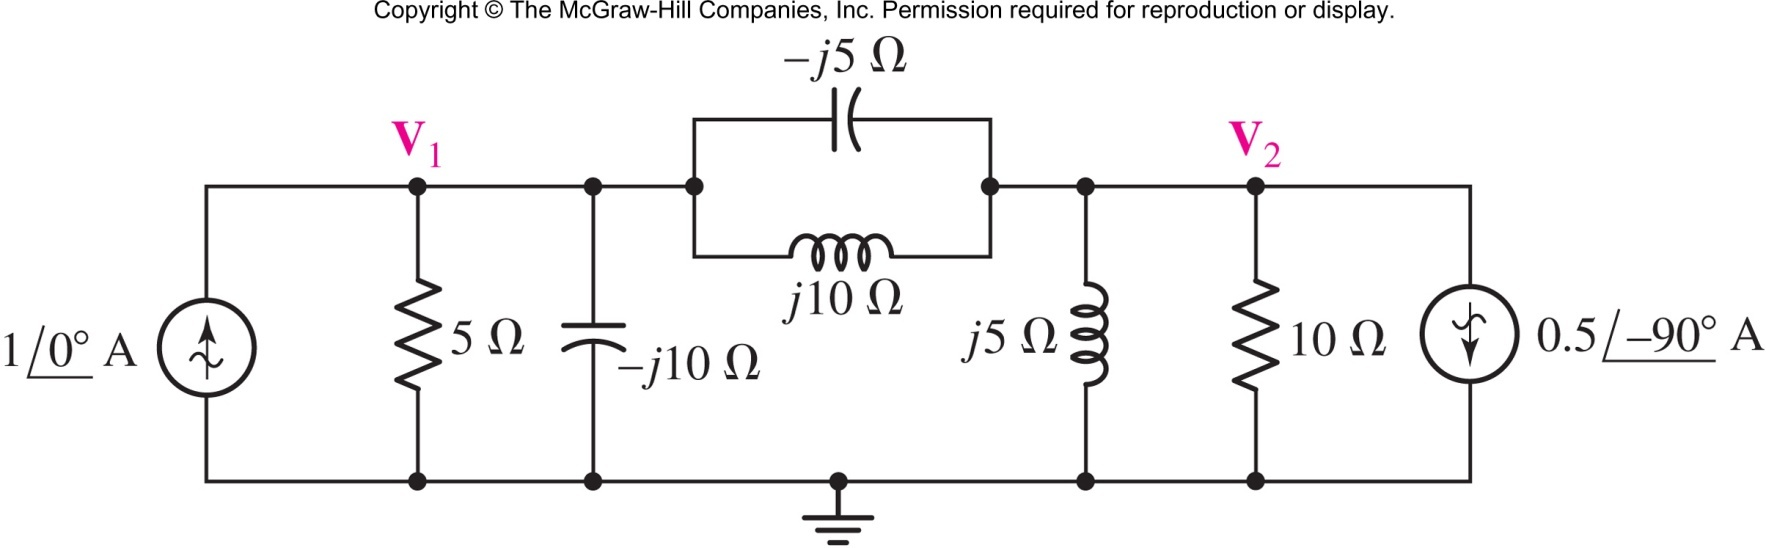 Copyright © The McGraw-Hill Companies, Inc. Permission required for reproduction or display.
–j5 Ω
V₁
V₂
j10 Ω
1/0° A
5 Ω
–j10 Ω
j5 Ω
10 Ω
0.5/–90° A